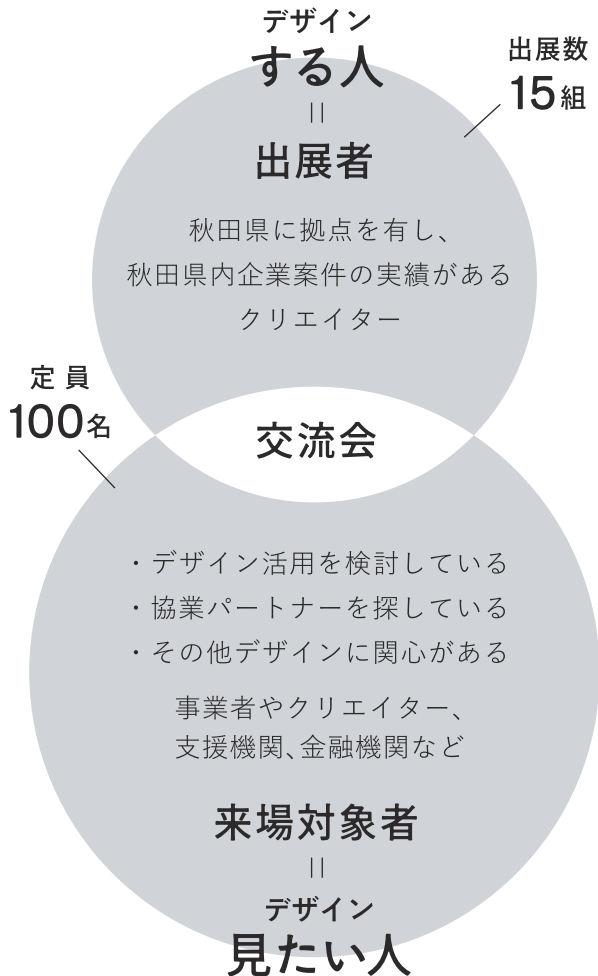 デザイン
する人
=
出展者
出展数
15組
秋田県に拠点を有し、
秋田県内企業案件の実績がある
クリエイター
定員
100名
交流会
・デザイン活用を検討している
・協業パートナーを探している
・その他デザインに関心がある
事業者やクリエイター、
支援機関、金融機関など
来場対象者
=
デザイン
見たい人